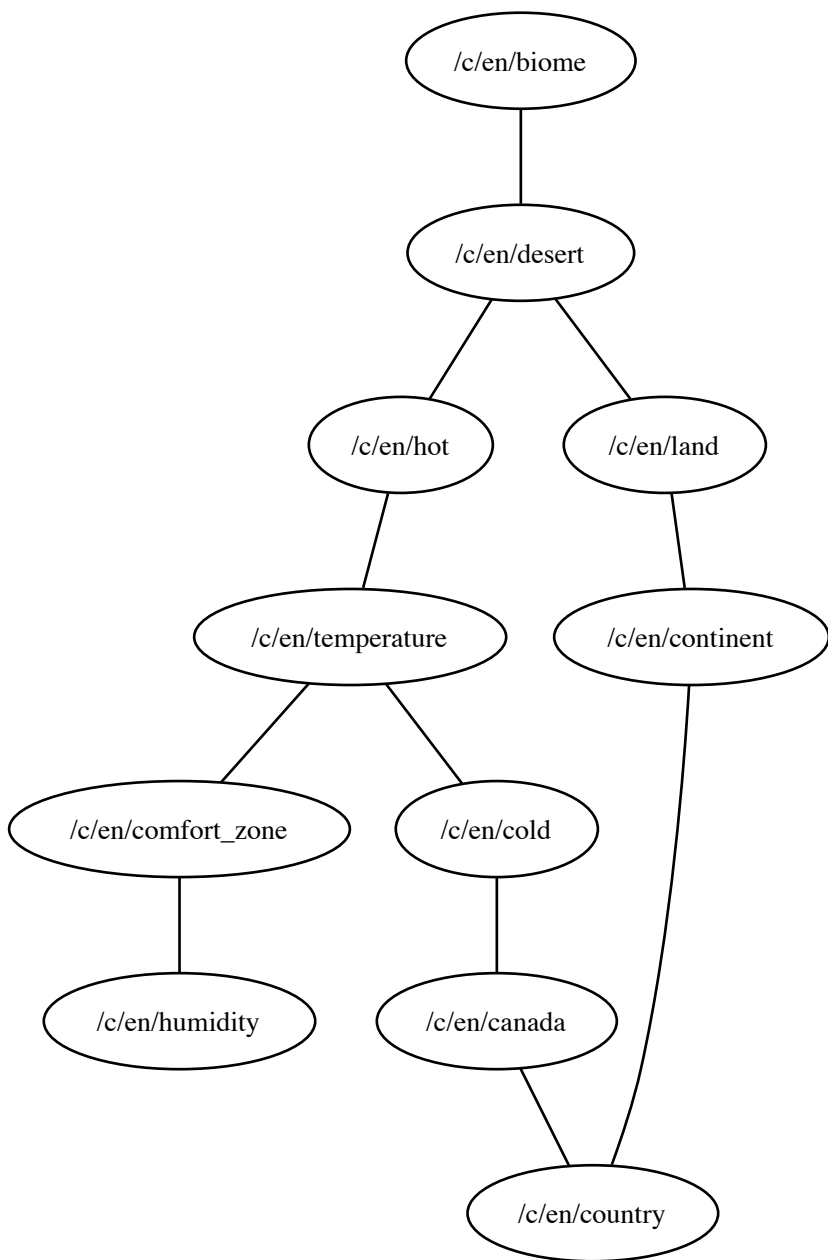 /c/en/biome
/c/en/desert
/c/en/hot
/c/en/land
/c/en/temperature
/c/en/continent
/c/en/comfort_zone
/c/en/cold
/c/en/humidity
/c/en/canada
/c/en/country